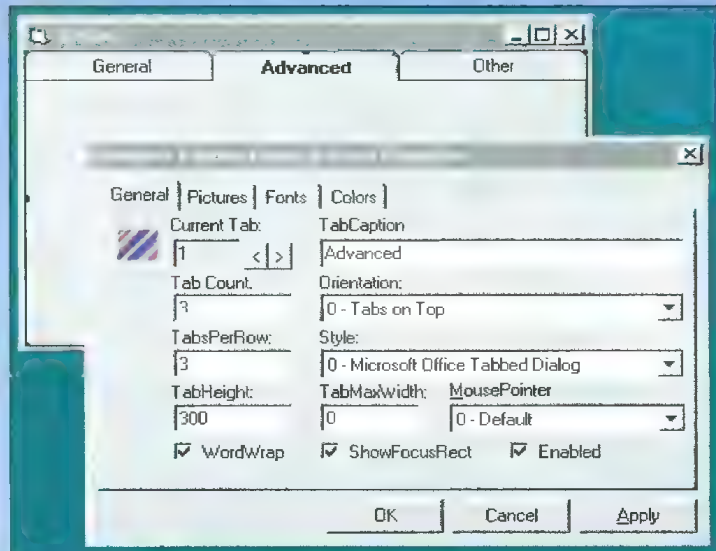 General Advanced Other
General Pictures Fonts Colors
Current Tab: TabCaption
1 < > Advanced
Tab Count. Orientation:
3 0 - Tabs on Top
TabsPerRow: Style:
3 0 - Microsoft Office Tabbed Dialog
TabHeight: TabMaxWidth: MousePointer
300 0 0 - Default
WordWrap ShowFocusRect Enabled
OK Cancel Apply